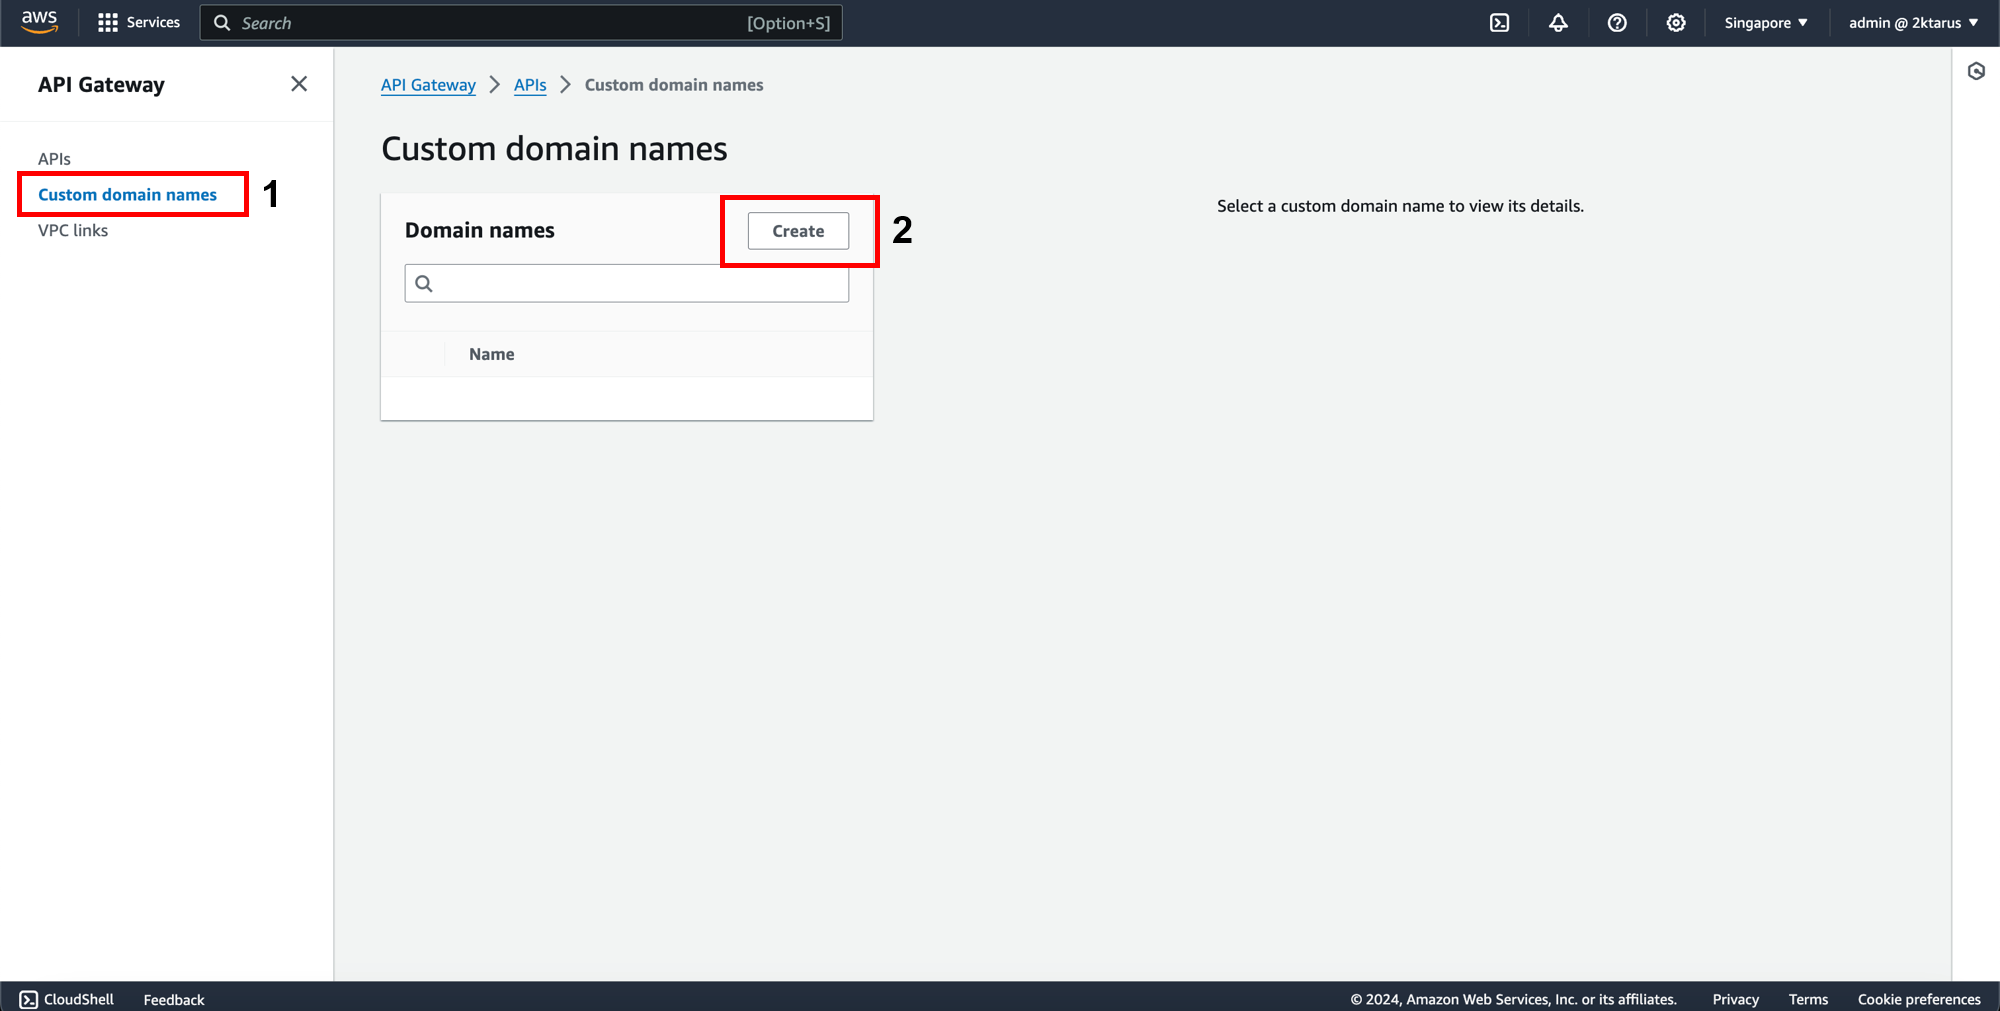 aws
Services
Search
[Option+S]
Singapore
admin @ 2ktarus
API Gateway
API Gateway
APIs
Custom domain names
Custom domain names
APIs
Custom domain names
1
VPC links
Domain names
Create
2
Name
Select a custom domain name to view its details.
CloudShell
Feedback
© 2024, Amazon Web Services, Inc. or its affiliates.
Privacy
Terms
Cookie preferences